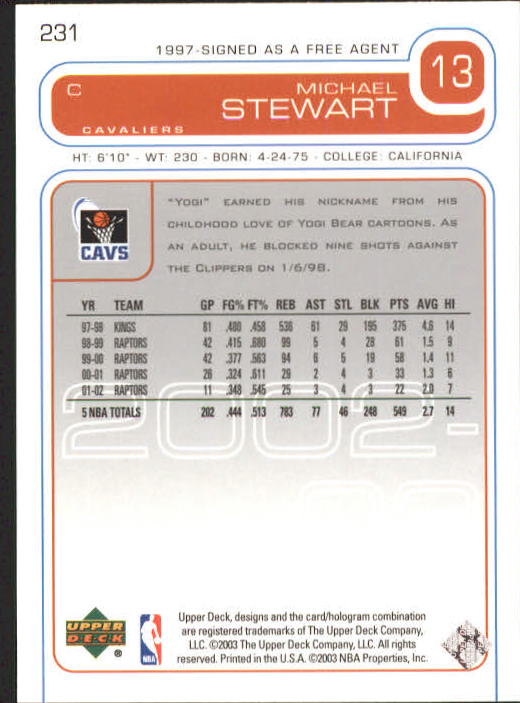 231
1997-SIGNED AS A FREE AGENT
13
C
MICHAEL
STEWART
CAVALIERS
HT: 6'10" - WT: 230 - BORN: 4-24-75 - COLLEGE: CALIFORNIA
CAVS
"YOGI" EARNED HIS NICKNAME FROM HIS
CHILDHOOD LOVE OF YOGI BEAR CARTOONS. AS
AN ADULT, HE BLOCKED NINE SHOTS AGAINST
THE CLIPPERS ON 1/6/98.
YR TEAM GP FG% FT% REB AST STL BLK PTS AVG HI
97-98 KINGS 81 .480 .458 536 61 29 195 375 4.6 14
98-99 RAPTORS 42 .415 .680 99 5 4 28 61 1.5 9
99-00 RAPTORS 42 .377 .563 94 6 5 19 58 1.4 11
00-01 RAPTORS 26 .324 .611 29 2 4 3 33 1.3 6
01-02 RAPTORS 11 .348 .545 25 3 4 3 22 2.0 7
5 NBA TOTALS 202 .444 .513 783 77 46 248 549 2.7 14
2002-
UPPER
DECK
®
NBA
Upper Deck, designs and the card/hologram combination
are registered trademarks of The Upper Deck Company,
LLC. ©2003 The Upper Deck Company, LLC. All rights
reserved. Printed in the U.S.A. ©2003 NBA Properties, Inc.